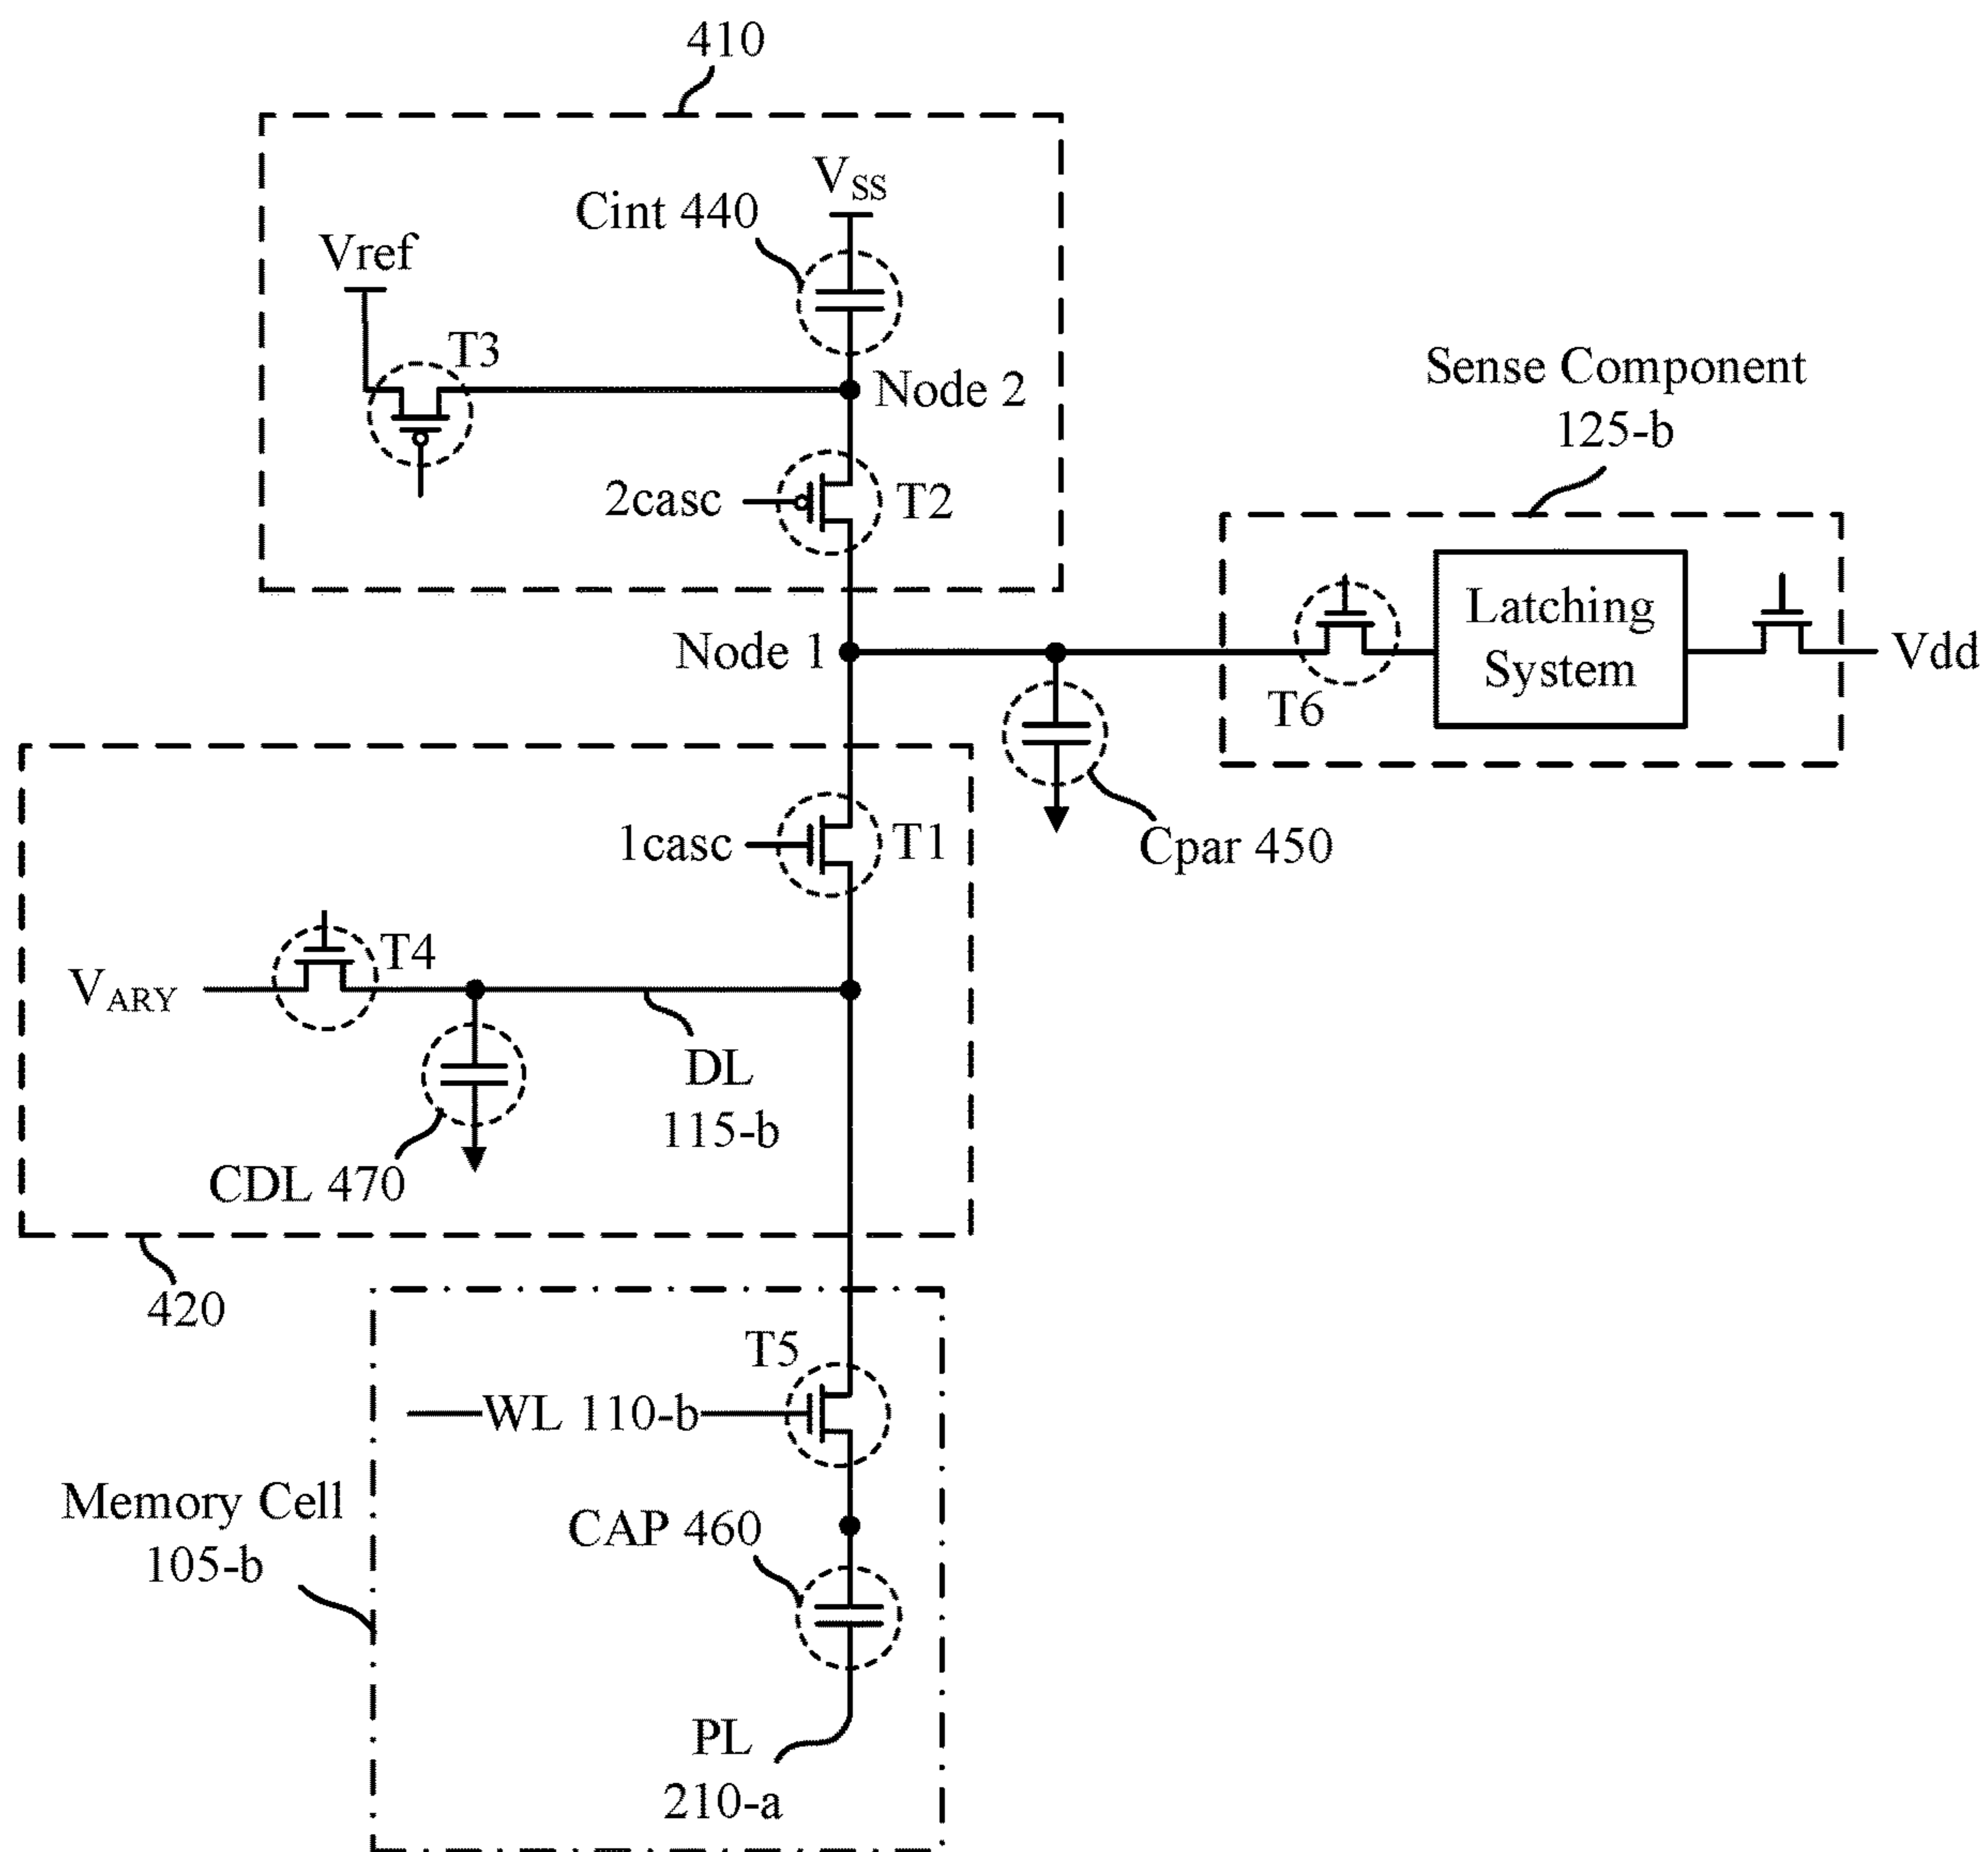 410
V_SS
Cint 440
Vref
T3
Node 2
2casc
T2
Sense Component
125-b
Latching
System
T6
Vdd
Node 1
Cpar 450
1casc
T1
T4
V_ARY
DL
115-b
CDL 470
420
T5
WL 110-b
Memory Cell
105-b
CAP 460
PL
210-a